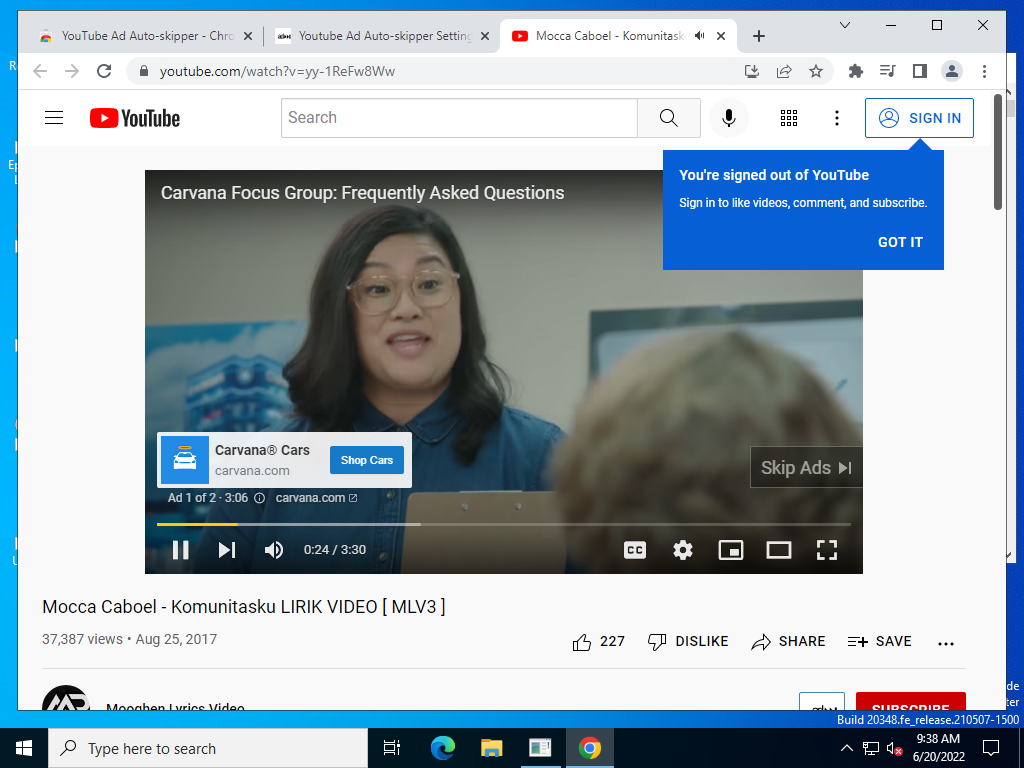 YouTube Ad Auto-skipper - Chro
Youtube Ad Auto-skipper Setting
Mocca Caboel - Komunitask
youtube.com/watch?v=yy-1ReFw8Ww
YouTube
Search
SIGN IN
You're signed out of YouTube
Sign in to like videos, comment, and subscribe.
GOT IT
Carvana Focus Group: Frequently Asked Questions
Carvana® Cars
carvana.com
Shop Cars
Skip Ads
Ad 1 of 2 · 3:06
carvana.com
CC
0:24 / 3:30
Mocca Caboel - Komunitasku LIRIK VIDEO [ MLV3 ]
37,387 views • Aug 25, 2017
227
DISLIKE
SHARE
SAVE
Mooghen Lyrics Video
SUBSCRIBE
Build 20348.fe_release.210507-1500
Type here to search
9:38 AM
6/20/2022